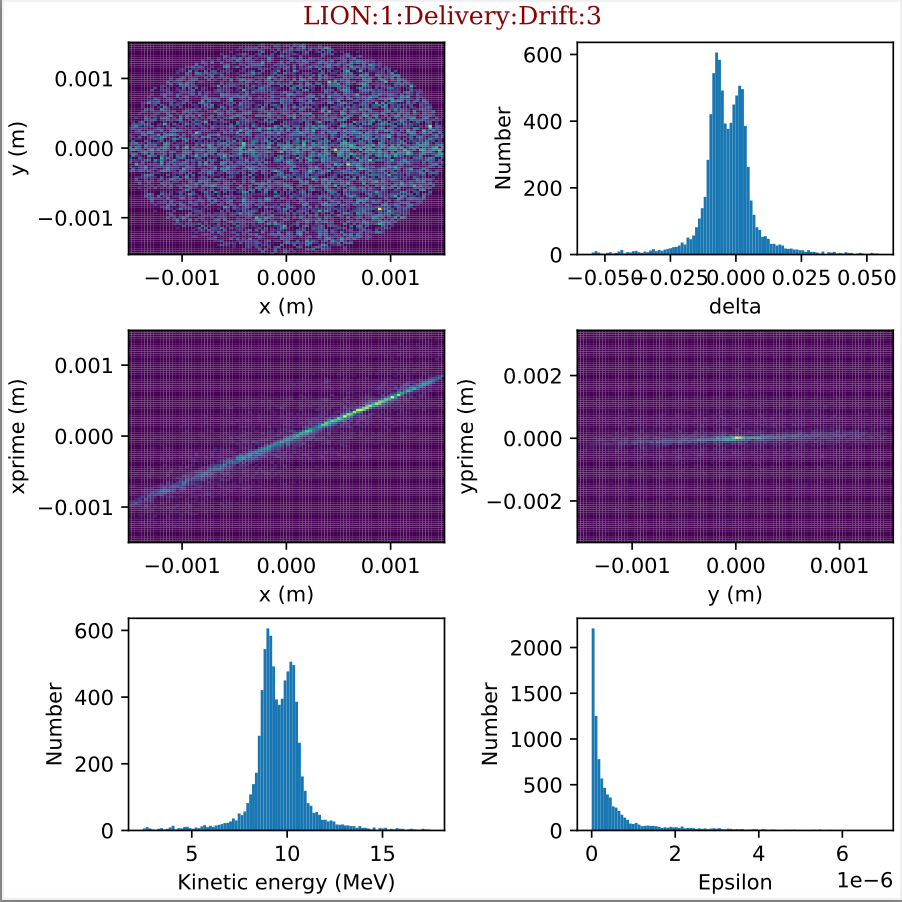 LION:1:Delivery:Drift:3
0.001
0.000
−0.001
y (m)
−0.001 0.000 0.001
x (m)
600
400
200
0
Number
−0.050 −0.025 0.000 0.025 0.050
delta
0.001
0.000
−0.001
xprime (m)
−0.001 0.000 0.001
x (m)
0.002
0.000
−0.002
yprime (m)
−0.001 0.000 0.001
y (m)
600
400
200
0
Number
5 10 15
Kinetic energy (MeV)
2000
1500
1000
500
0
Number
0 2 4 6
1e−6
Epsilon